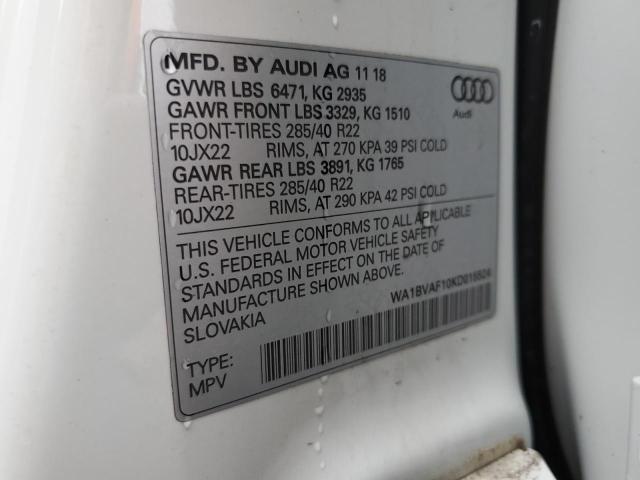 MFD. BY AUDI AG 11 18
GVWR LBS 6471, KG 2935
GAWR FRONT LBS 3329, KG 1510
FRONT-TIRES 285/40 R22
10JX22 RIMS, AT 270 KPA 39 PSI COLD
GAWR REAR LBS 3891, KG 1765
REAR-TIRES 285/40 R22
10JX22 RIMS, AT 290 KPA 42 PSI COLD
Audi
THIS VEHICLE CONFORMS TO ALL APPLICABLE
U.S. FEDERAL MOTOR VEHICLE SAFETY
STANDARDS IN EFFECT ON THE DATE OF
MANUFACTURE SHOWN ABOVE.
SLOVAKIA
TYPE:
MPV